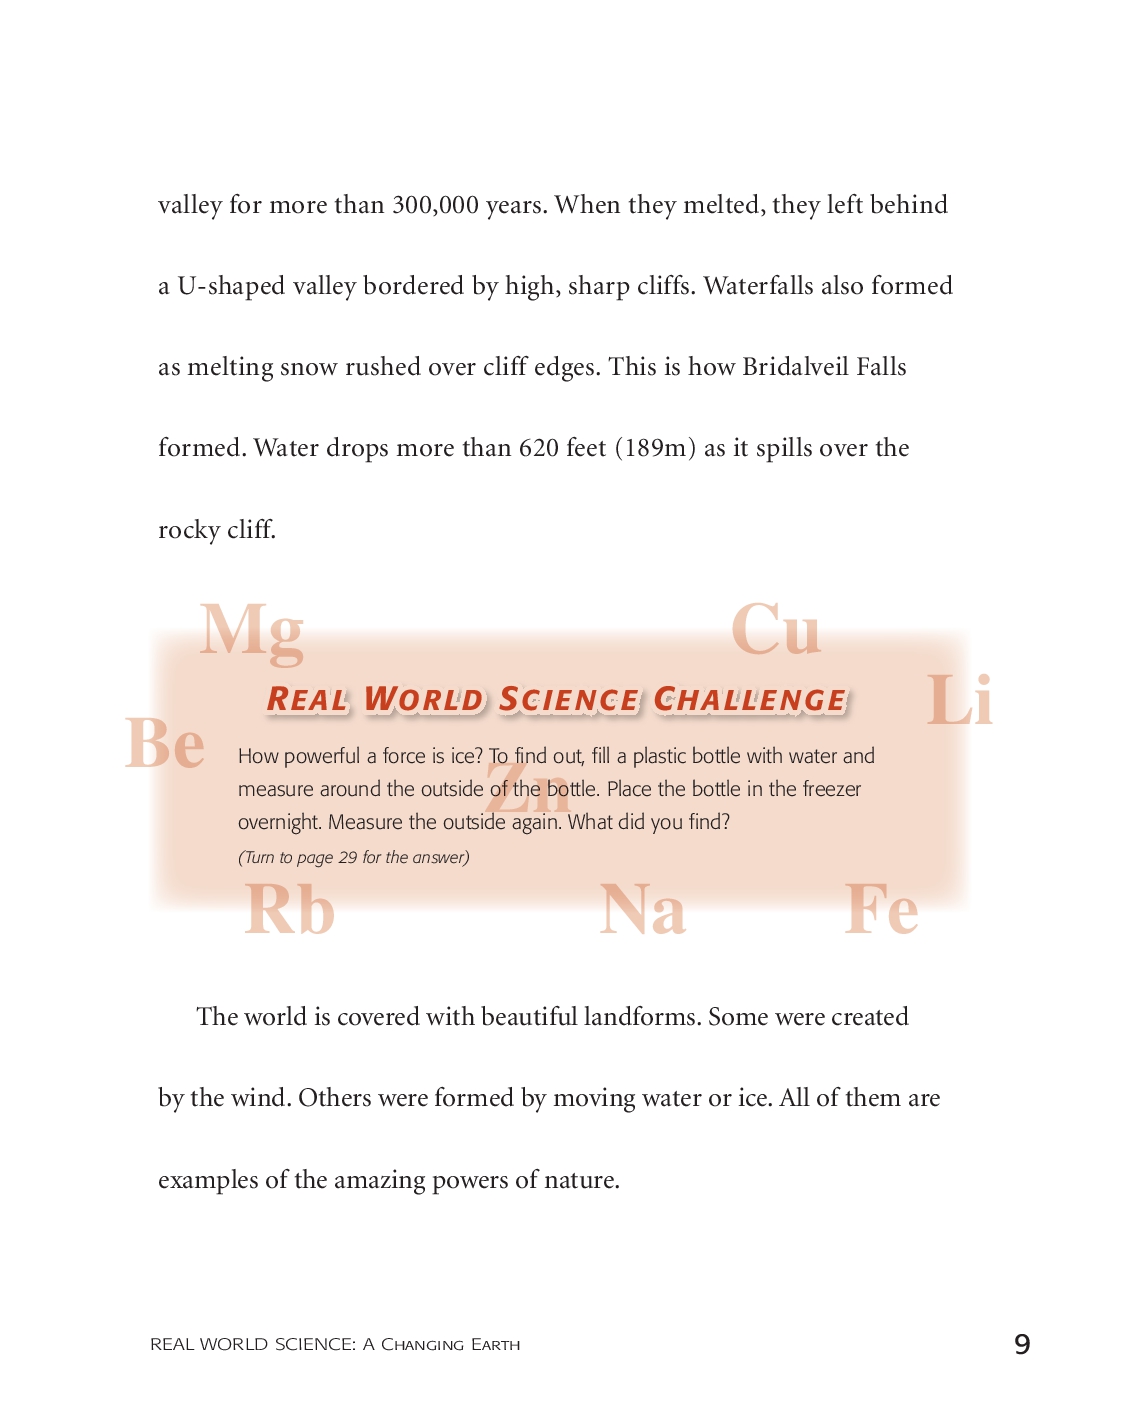 valley for more than 300,000 years. When they melted, they left behind
a U-shaped valley bordered by high, sharp cliffs. Waterfalls also formed
as melting snow rushed over cliff edges. This is how Bridalveil Falls
formed. Water drops more than 620 feet (189m) as it spills over the
rocky cliff.
Mg
Cu
Li
Be
REAL WORLD SCIENCE CHALLENGE
How powerful a force is ice? To find out, fill a plastic bottle with water and
Zn
measure around the outside of the bottle. Place the bottle in the freezer
overnight. Measure the outside again. What did you find?
(Turn to page 29 for the answer)
Rb
Na
Fe
The world is covered with beautiful landforms. Some were created
by the wind. Others were formed by moving water or ice. All of them are
examples of the amazing powers of nature.
REAL WORLD SCIENCE: A CHANGING EARTH
9